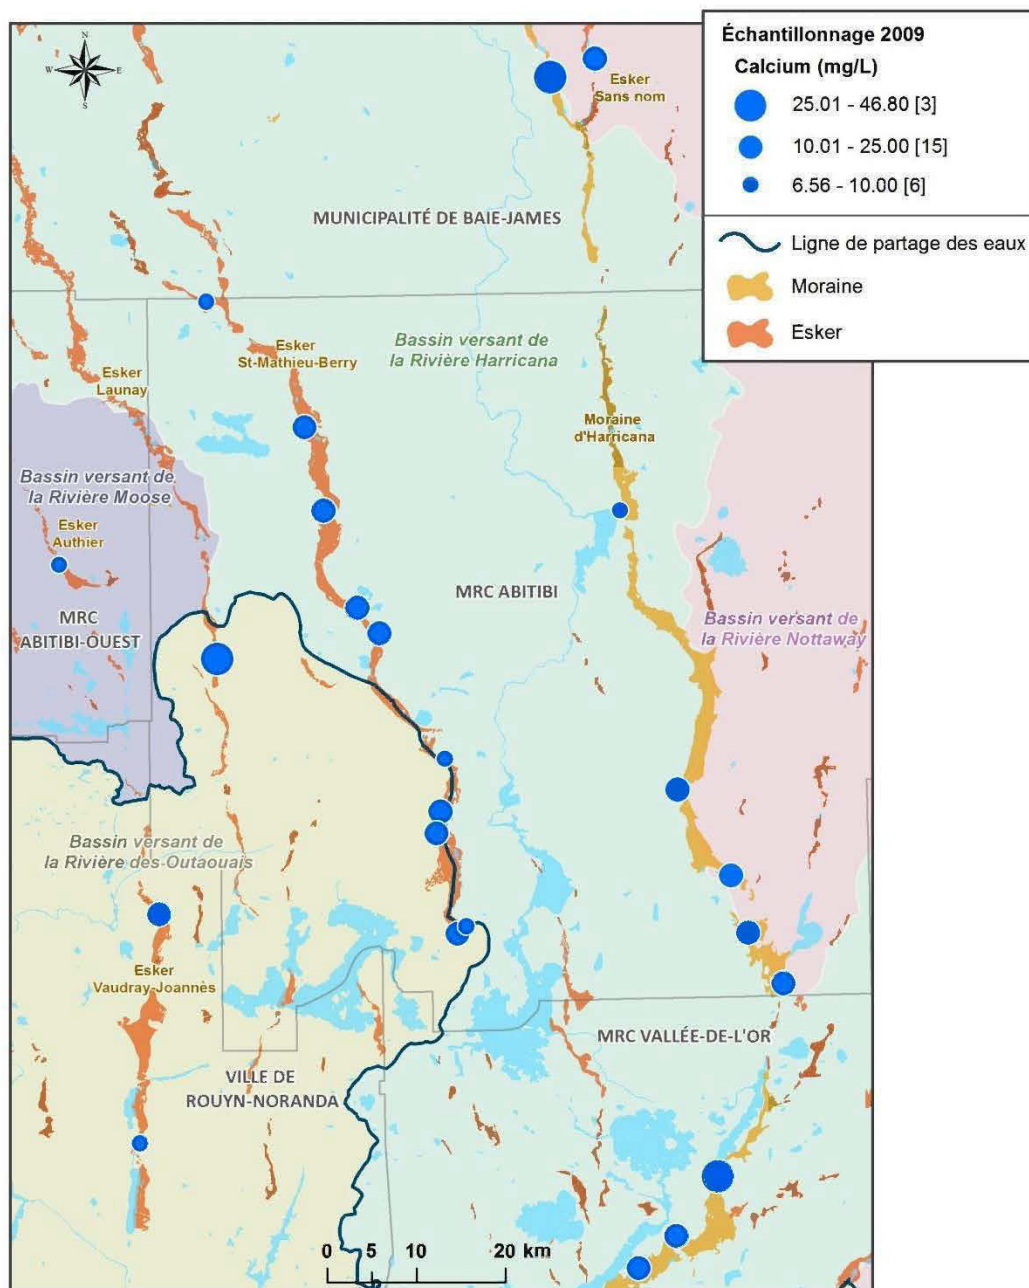 Échantillonnage 2009
Calcium (mg/L)
25.01 - 46.80 [3]
10.01 - 25.00 [15]
6.56 - 10.00 [6]
Ligne de partage des eaux
Moraine
Esker
N
W
E
S
Esker
Sans nom
MUNICIPALITÉ DE BAIE-JAMES
Bassin versant de
la Rivière Harricana
Esker
St-Mathieu-Berry
Esker
Launay
Moraine
d'Harricana
Bassin versant de
la Rivière Moose
Esker
Authier
MRC
ABITIBI-OUEST
MRC ABITIBI
Bassin versant de
la Rivière Nottaway
Bassin versant de
la Rivière des Outaouais
Esker
Vaudray-Joannès
MRC VALLÉE-DE-L'OR
VILLE DE
ROUYN-NORANDA
0 5 10 20 km